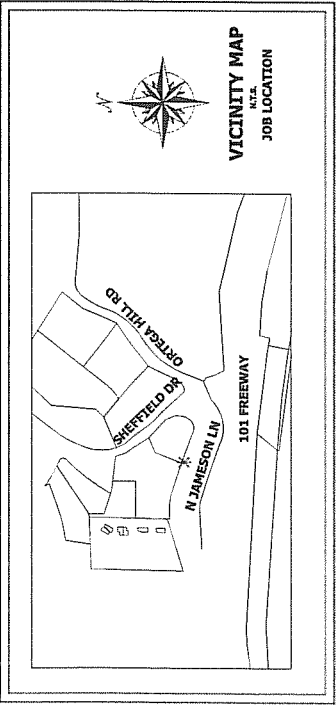 N
VICINITY MAP
N.T.S.
JOB LOCATION
ORTEGA HILL RD
SHEFFIELD DR
N JAMESON LN
101 FREEWAY